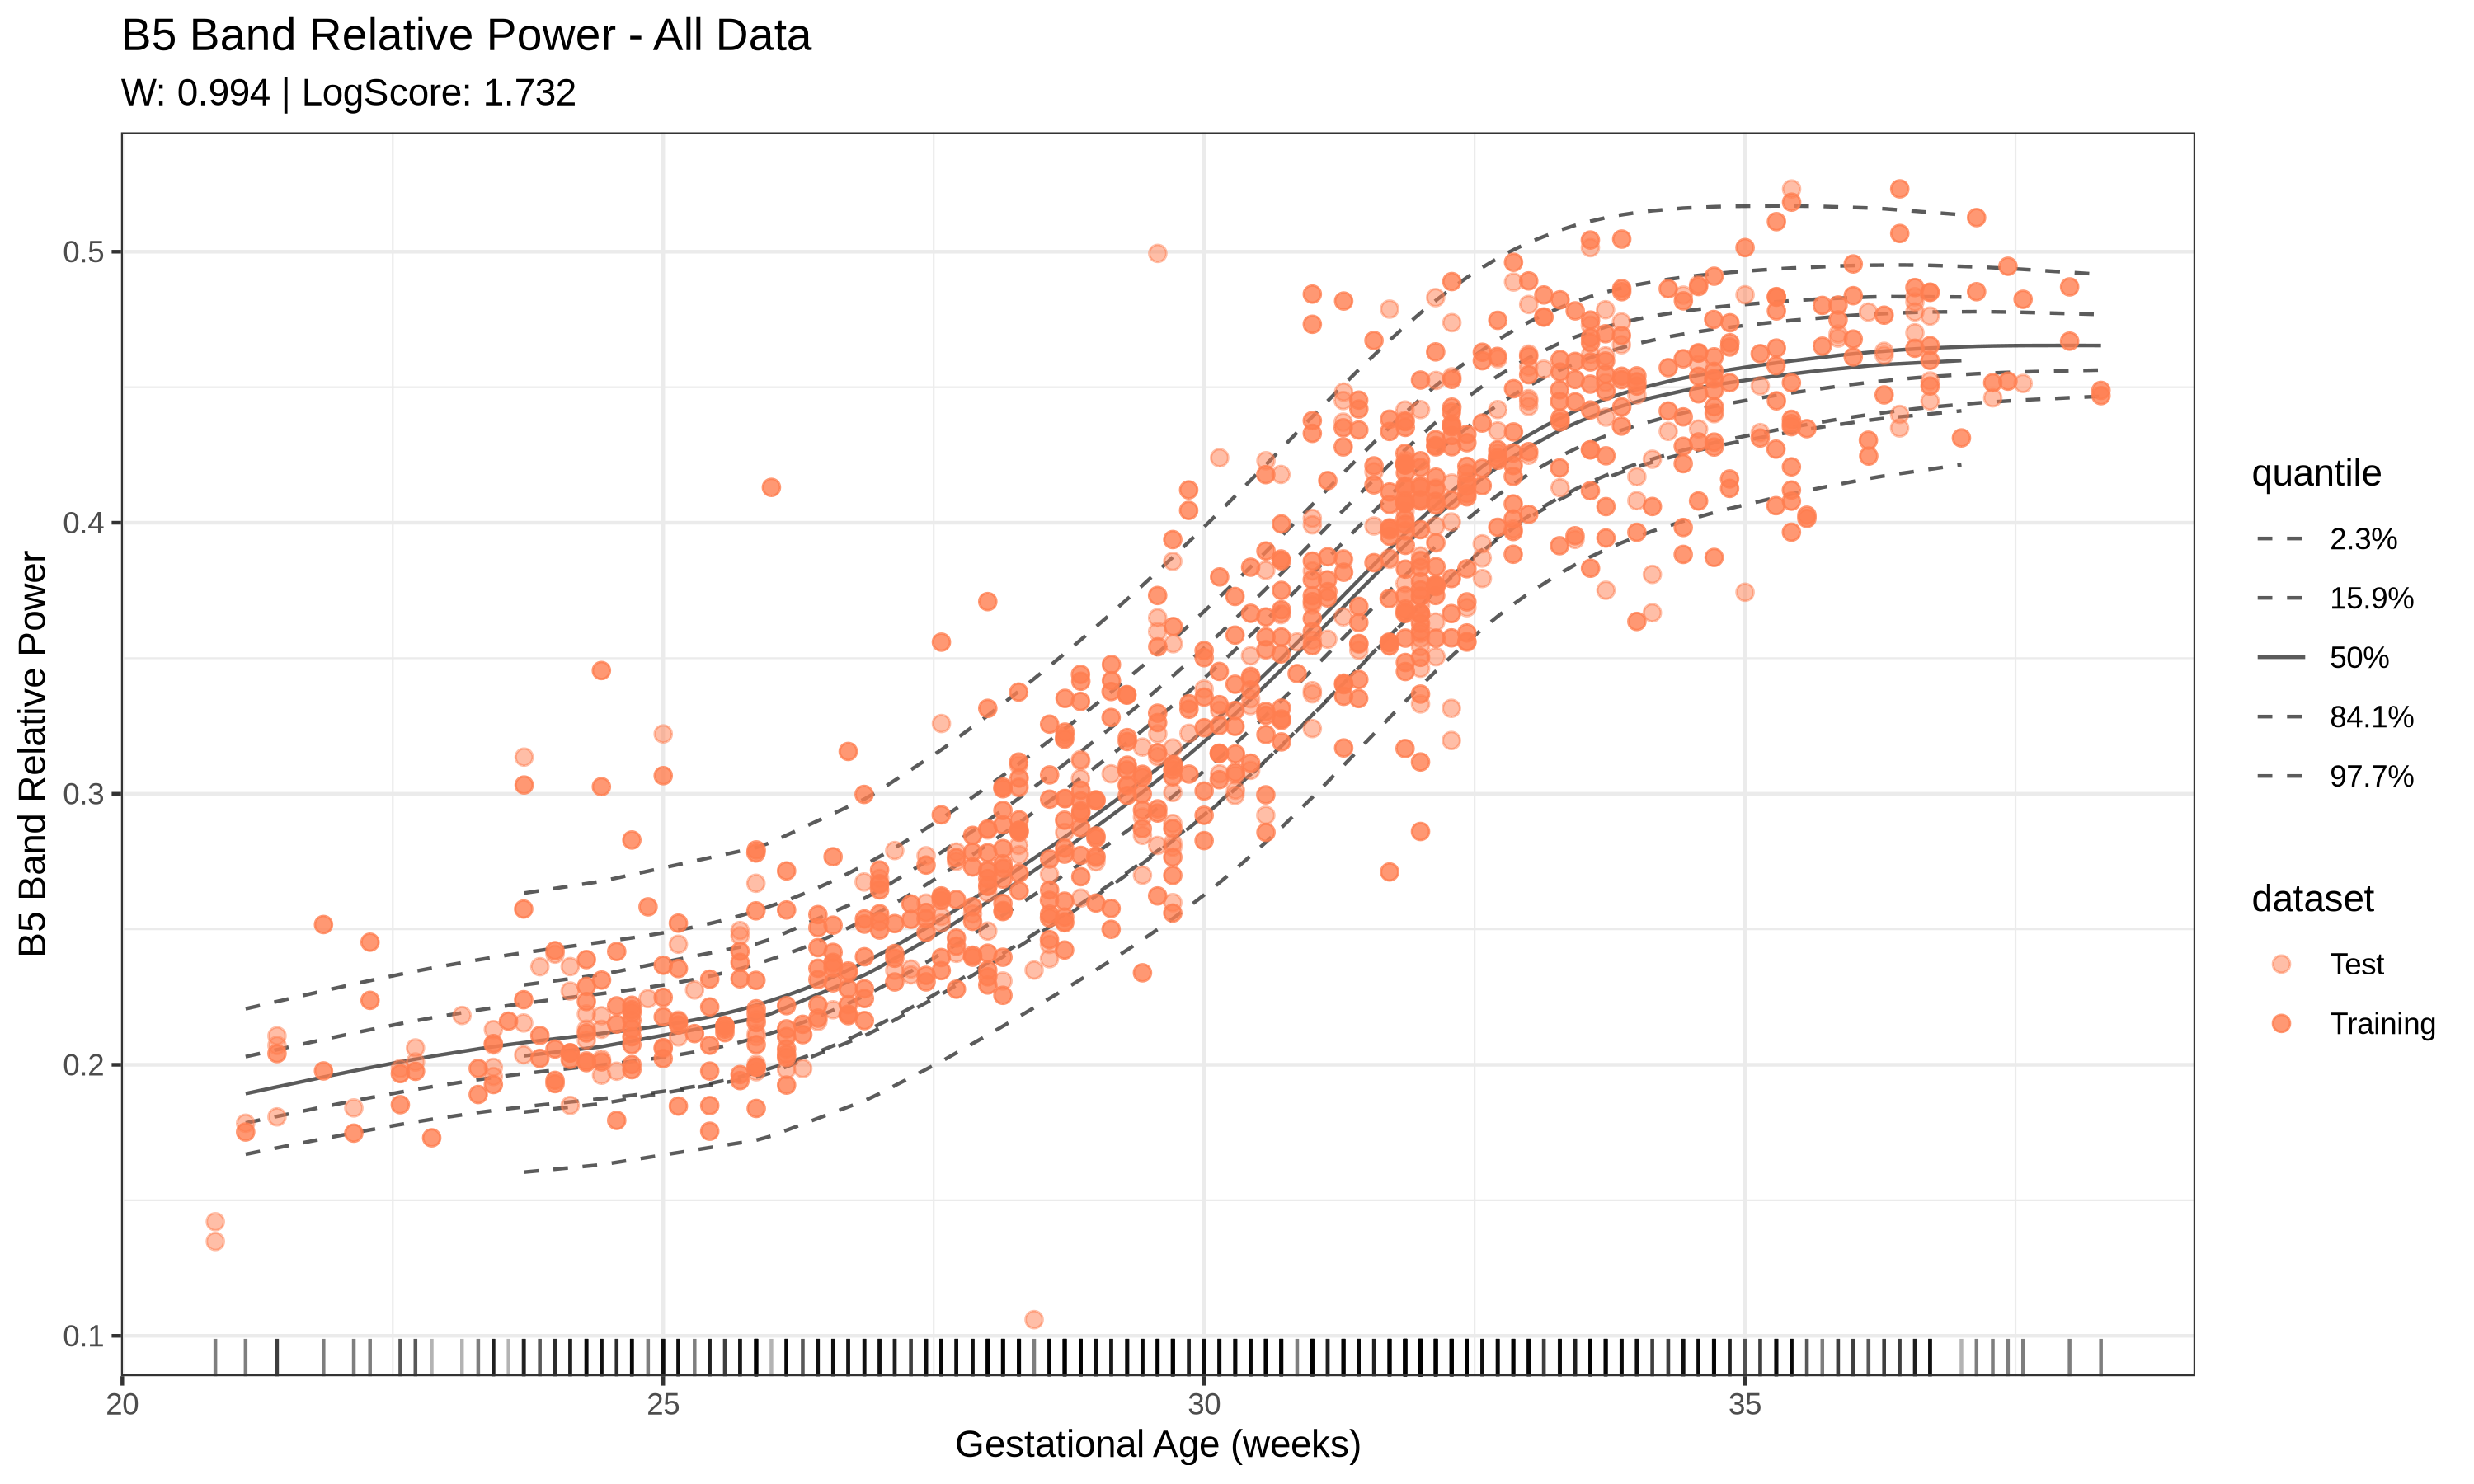 B5 Band Relative Power - All Data
W: 0.994 | LogScore: 1.732
B5 Band Relative Power
0.5
0.4
0.3
0.2
0.1
20
25
30
35
Gestational Age (weeks)
quantile
2.3%
15.9%
50%
84.1%
97.7%
dataset
Test
Training